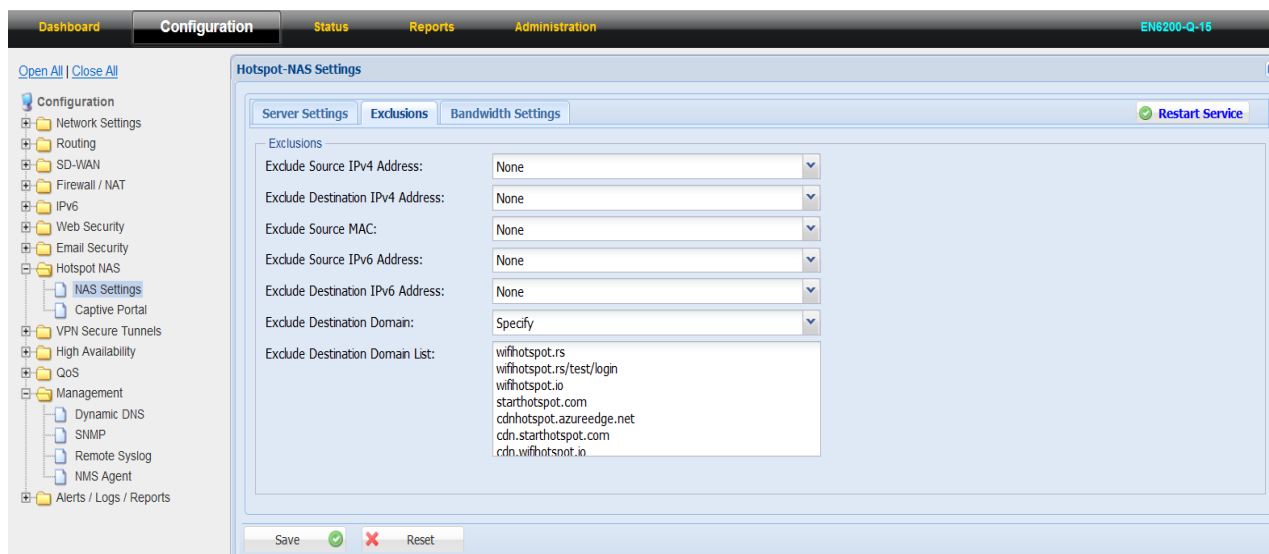 Dashboard Configuration Status Reports Administration EN6200-Q-15
Open All | Close All
Configuration
Network Settings
Routing
SD-WAN
Firewall / NAT
IPv6
Web Security
Email Security
Hotspot NAS
NAS Settings
Captive Portal
VPN Secure Tunnels
High Availability
QoS
Management
Dynamic DNS
SNMP
Remote Syslog
NMS Agent
Alerts / Logs / Reports
Hotspot-NAS Settings
Server Settings Exclusions Bandwidth Settings Restart Service
Exclusions
Exclude Source IPv4 Address: None
Exclude Destination IPv4 Address: None
Exclude Source MAC: None
Exclude Source IPv6 Address: None
Exclude Destination IPv6 Address: None
Exclude Destination Domain: Specify
Exclude Destination Domain List: wifihotspot.rs
wifihotspot.rs/test/login
wifihotspot.io
starthotspot.com
cdnhotspot.azureedge.net
cdn.starthotspot.com
cdn.wifihotspot.io
Save Reset